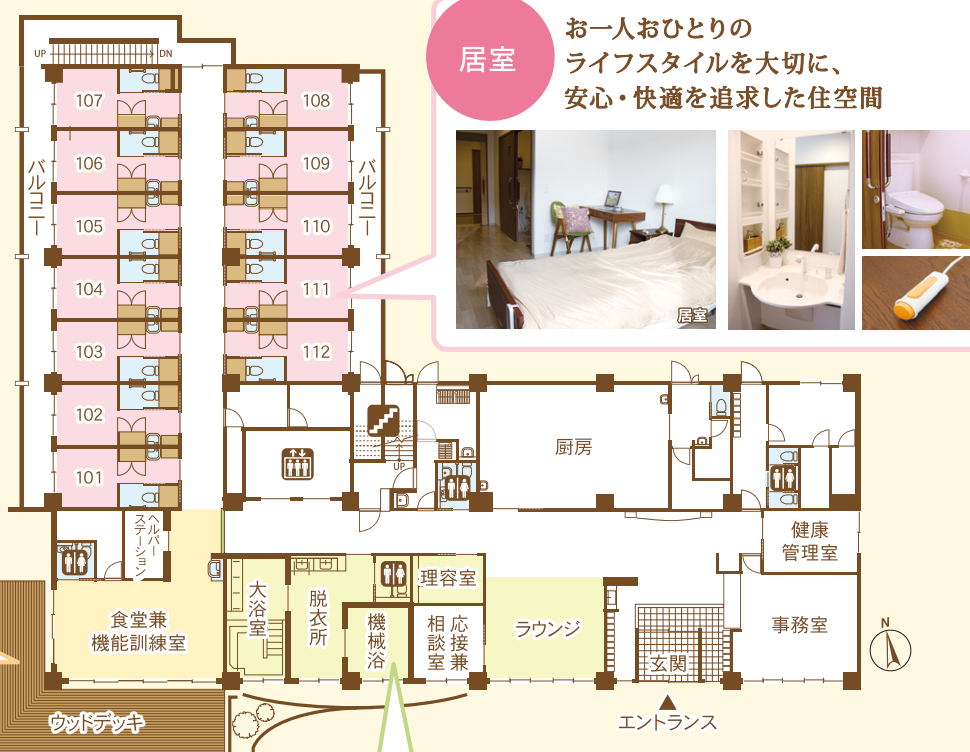 居室
お一人おひとりの
ライフスタイルを大切に、
安心・快適を追求した住空間
居室
UP
DN
107
108
106
109
バルコニー
バルコニー
105
110
104
111
103
112
102
101
UP
厨房
ヘルパー
ステーション
健康
管理室
食堂兼
機能訓練室
大浴室
脱衣所
理容室
機械浴
応接兼
相談室
ラウンジ
玄関
事務室
N
ウッドデッキ
エントランス